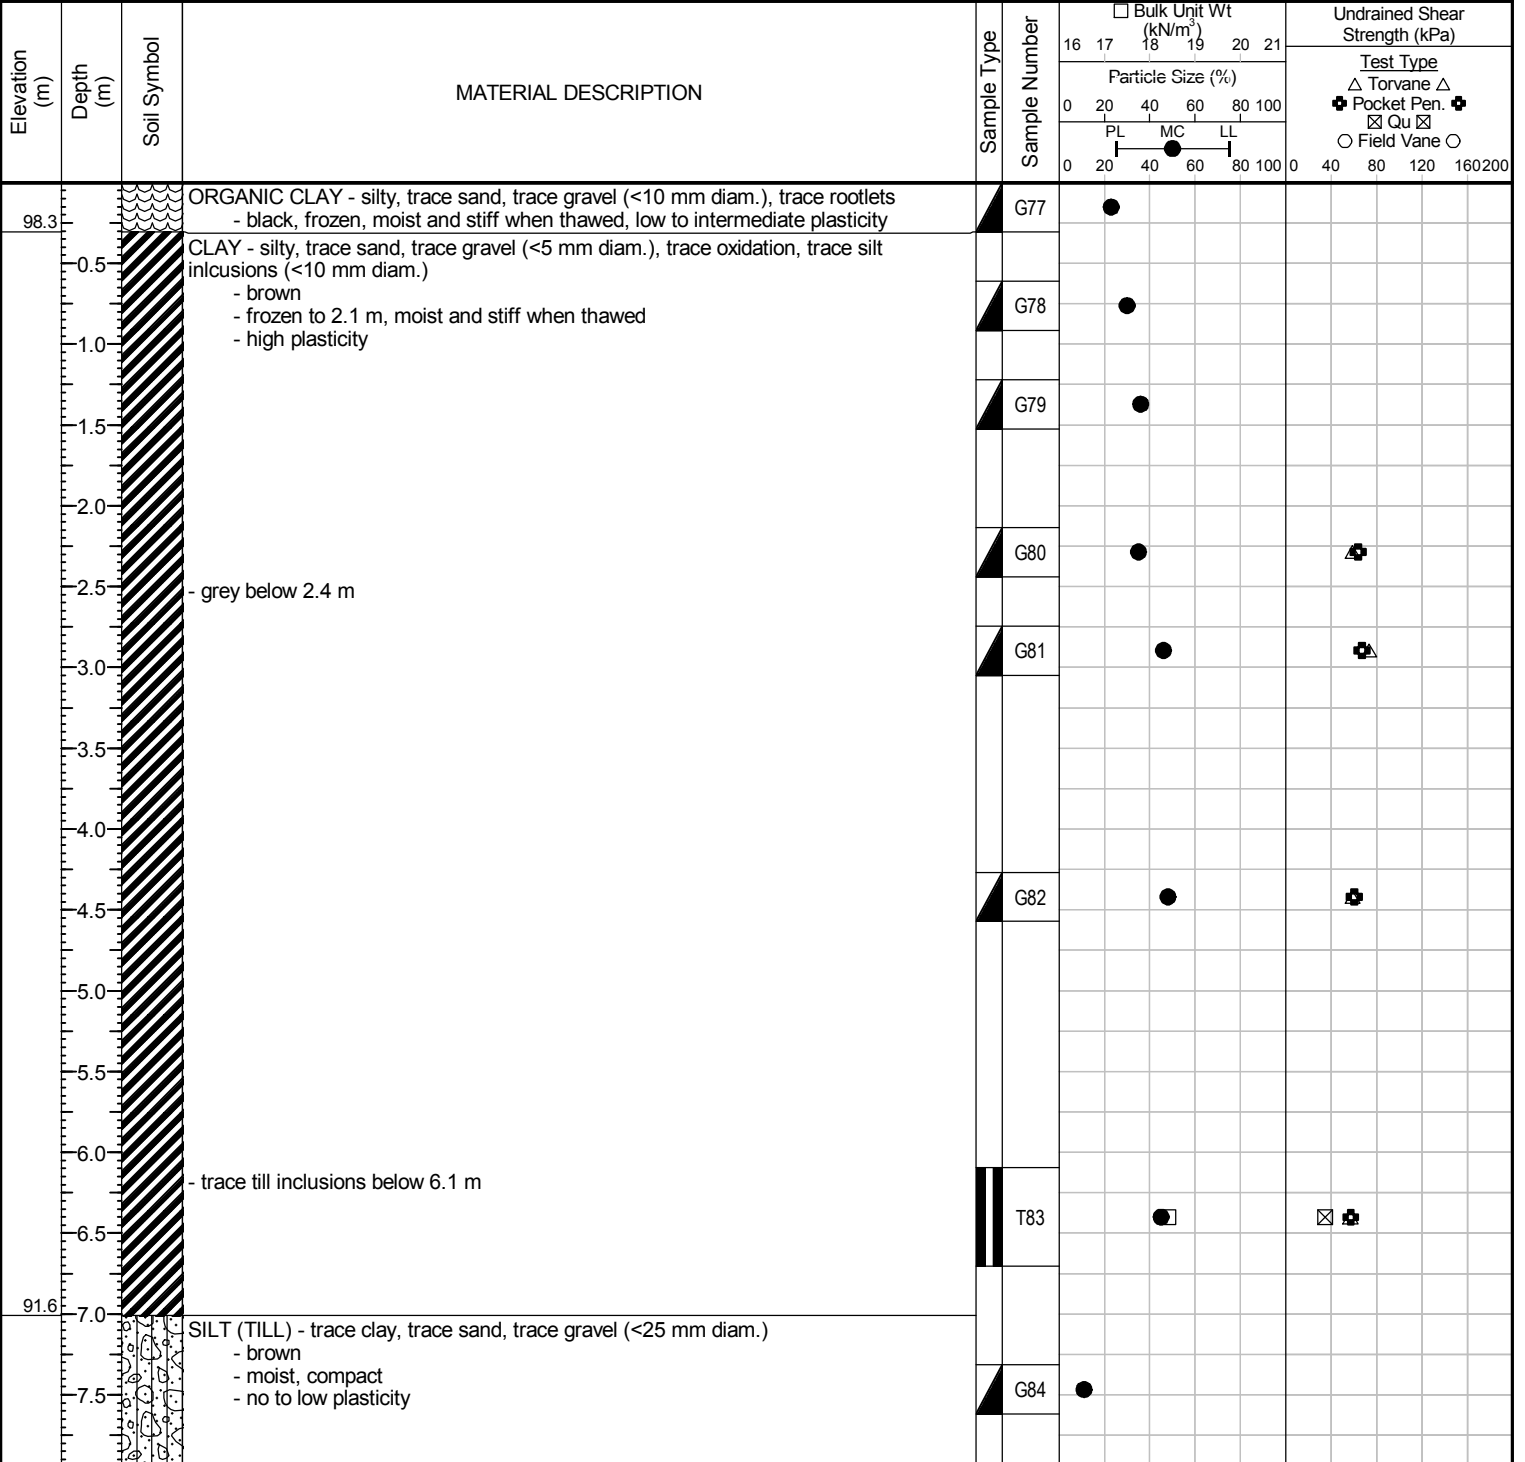 Elevation
(m)
Depth
(m)
Soil Symbol
MATERIAL DESCRIPTION
Sample Type
Sample Number
Bulk Unit Wt
(kN/m³)
16 17 18 19 20 21
Particle Size (%)
0 20 40 60 80 100
PL MC LL
0 20 40 60 80 100
Undrained Shear
Strength (kPa)
Test Type
Torvane
Pocket Pen.
Qu
Field Vane
0 40 80 120 160 200
ORGANIC CLAY - silty, trace sand, trace gravel (<10 mm diam.), trace rootlets
- black, frozen, moist and stiff when thawed, low to intermediate plasticity
G77
98.3
CLAY - silty, trace sand, trace gravel (<5 mm diam.), trace oxidation, trace silt
inlcusions (<10 mm diam.)
- brown
- frozen to 2.1 m, moist and stiff when thawed
- high plasticity
-0.5
G78
-1.0
G79
-1.5
-2.0
G80
-2.5
- grey below 2.4 m
G81
-3.0
-3.5
-4.0
G82
-4.5
-5.0
-5.5
-6.0
- trace till inclusions below 6.1 m
T83
-6.5
91.6
-7.0
SILT (TILL) - trace clay, trace sand, trace gravel (<25 mm diam.)
- brown
- moist, compact
- no to low plasticity
G84
-7.5